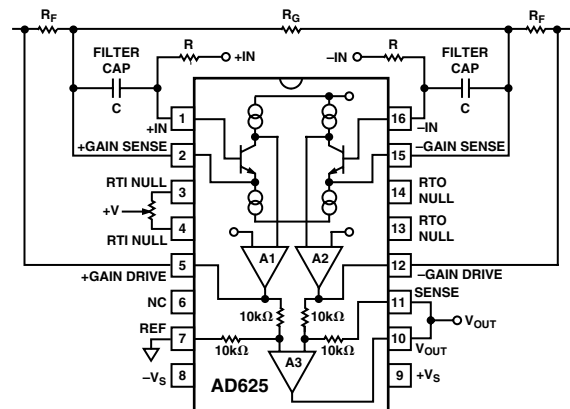 RF RG RF
FILTER CAP R +IN −IN R FILTER CAP
C C
1 +IN 16 −IN
+GAIN SENSE 2 15 −GAIN SENSE
RTI NULL 3 14 RTO NULL
+V
RTI NULL 4 13 RTO NULL
A1 A2
+GAIN DRIVE 5 12 −GAIN DRIVE
NC 6 10kΩ 10kΩ 11 SENSE
VOUT
REF 7 10kΩ 10kΩ 10 VOUT
A3
−VS 8 AD625 9 +VS